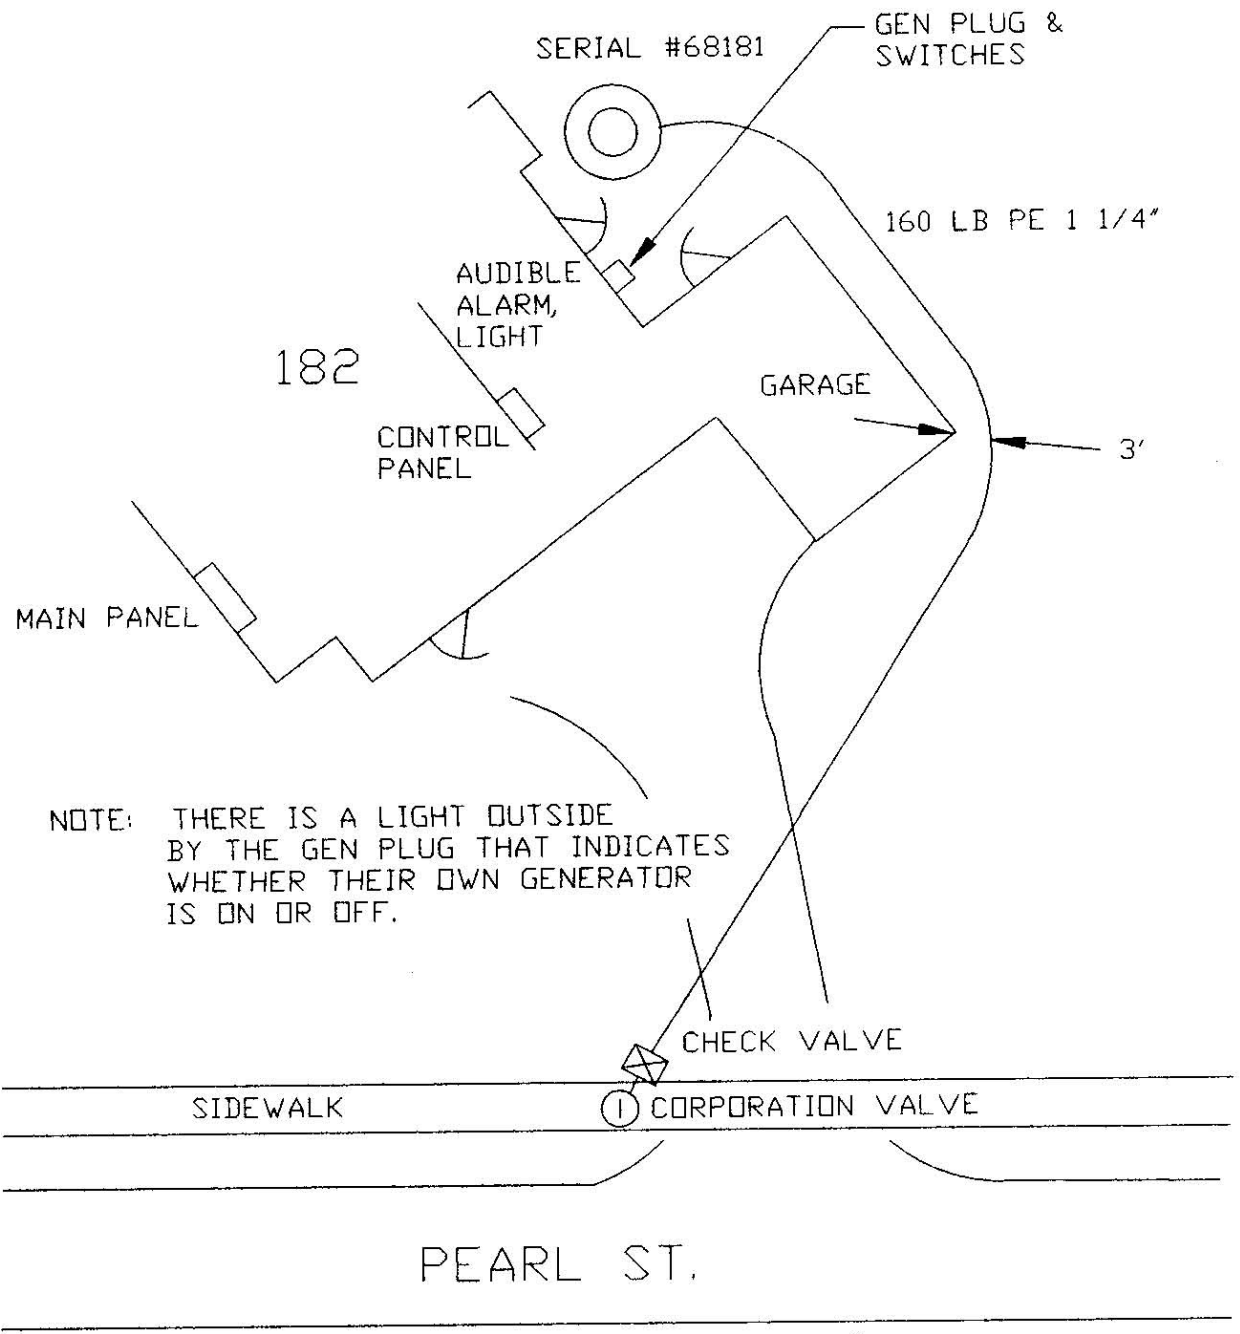 GEN PLUG &
SWITCHES
SERIAL #68181
160 LB PE 1 1/4"
AUDIBLE
ALARM,
LIGHT
182
GARAGE
CONTROL
PANEL
3'
MAIN PANEL
NOTE: THERE IS A LIGHT OUTSIDE
BY THE GEN PLUG THAT INDICATES
WHETHER THEIR OWN GENERATOR
IS ON OR OFF.
CHECK VALVE
SIDEWALK
I CORPORATION VALVE
PEARL ST.